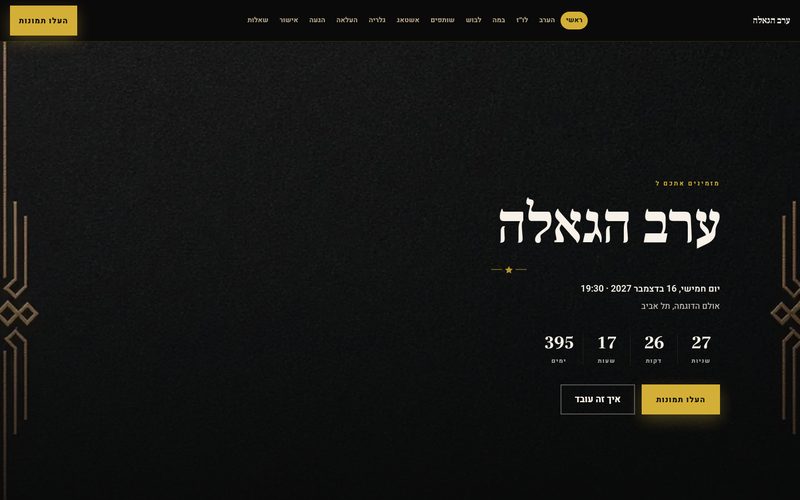 ערב הגאלה
ראשי הערב לו״ז במה לבוש שותפים אשטאג גלריה העלאה הגעה אישור שאלות
העלו תמונות
מזמינים אתכם ל
ערב הגאלה
יום חמישי, 16 בדצמבר 2027 · 19:30
אולם הדוגמה, תל אביב
27 26 17 395
שניות דקות שעות ימים
העלו תמונות איך זה עובד